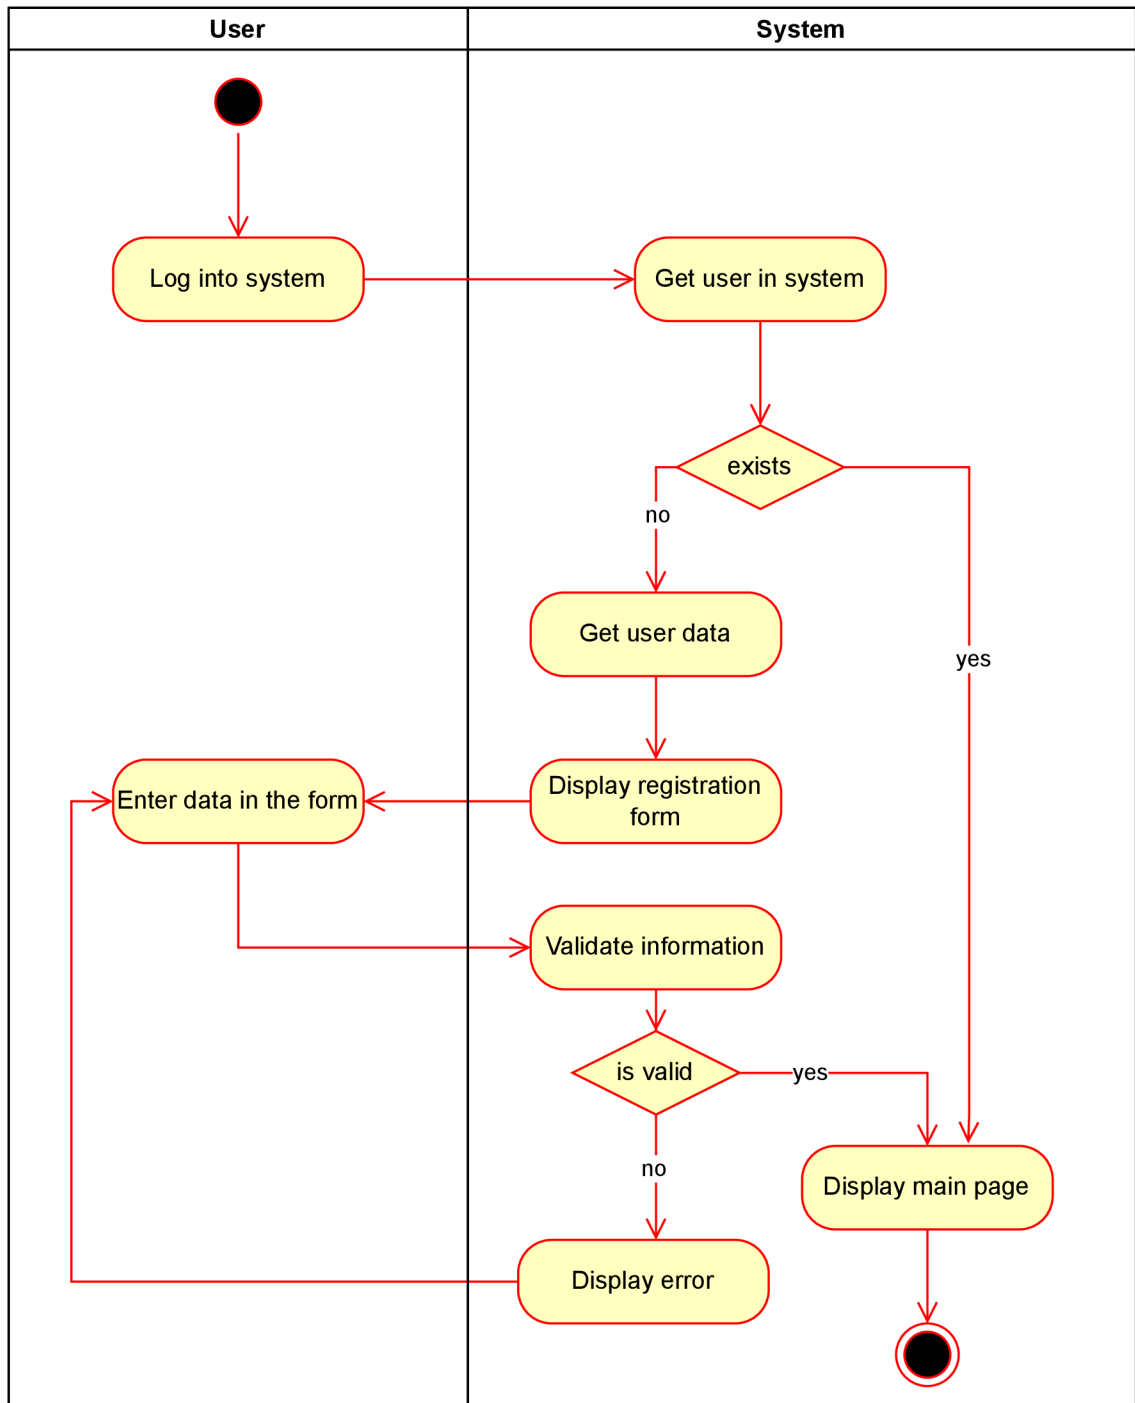 User
System
Log into system
Get user in system
exists
no
yes
Get user data
Display registration
form
Enter data in the form
Validate information
is valid
yes
no
Display main page
Display error